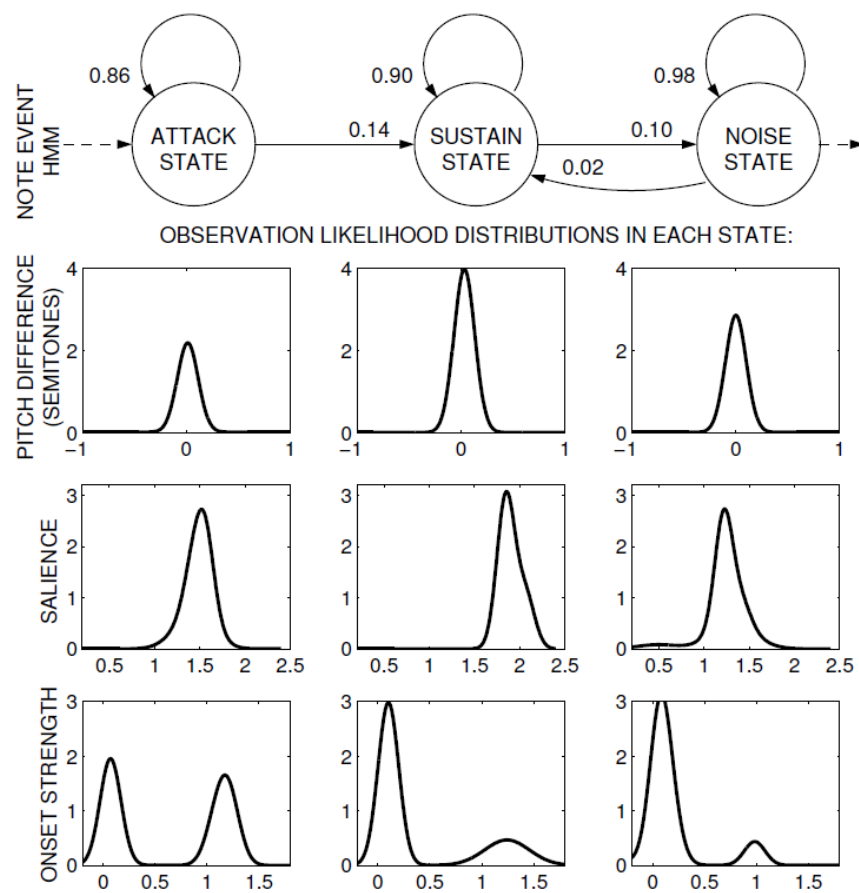 NOTE EVENT
HMM
0.86
0.90
0.98
ATTACK
STATE
0.14
SUSTAIN
STATE
0.10
NOISE
STATE
0.02
OBSERVATION LIKELIHOOD DISTRIBUTIONS IN EACH STATE:
PITCH DIFFERENCE
(SEMITONES)
4
2
0
−1 0 1
4
2
0
−1 0 1
4
2
0
−1 0 1
SALIENCE
3
2
1
0
0.5 1 1.5 2 2.5
3
2
1
0
0.5 1 1.5 2 2.5
3
2
1
0
0.5 1 1.5 2 2.5
ONSET STRENGTH
3
2
1
0
0 0.5 1 1.5
3
2
1
0
0 0.5 1 1.5
3
2
1
0
0 0.5 1 1.5